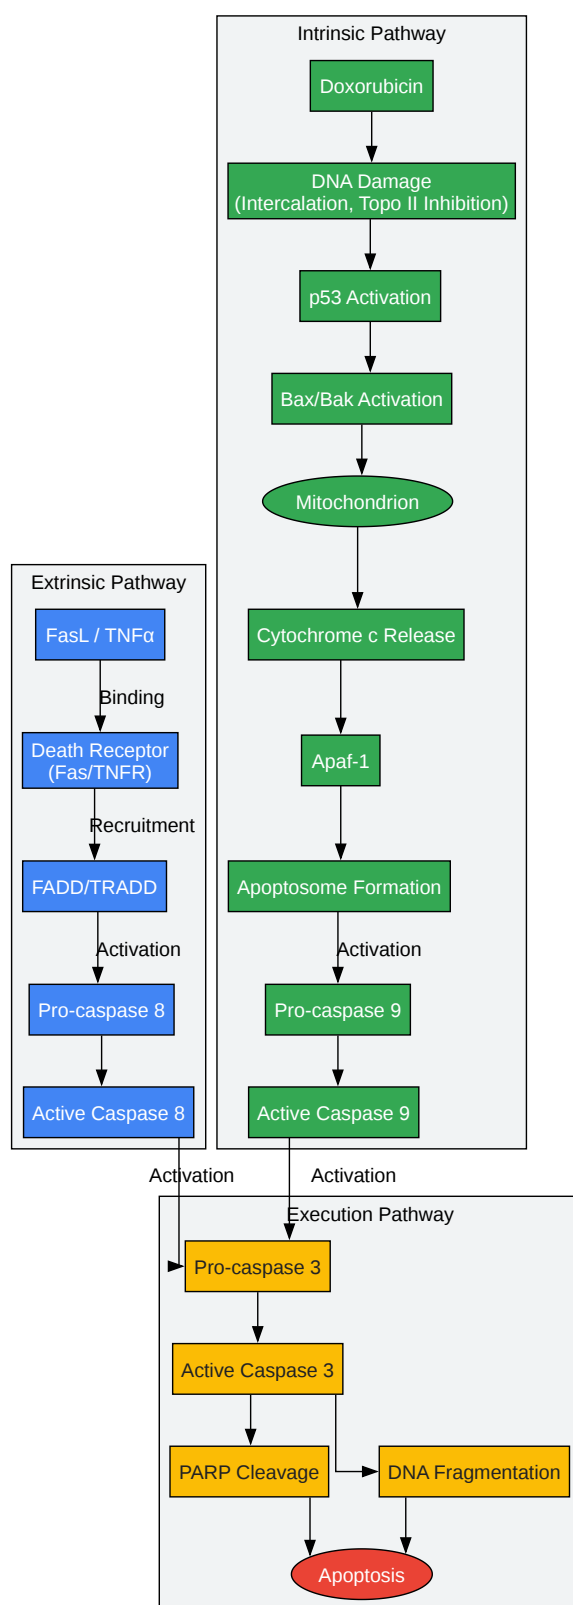 Intrinsic Pathway
Doxorubicin
DNA Damage
(Intercalation, Topo II Inhibition)
p53 Activation
Bax/Bak Activation
Mitochondrion
Cytochrome c Release
Apaf-1
Apoptosome Formation
Activation
Pro-caspase 9
Active Caspase 9
Extrinsic Pathway
FasL / TNFα
Binding
Death Receptor
(Fas/TNFR)
Recruitment
FADD/TRADD
Activation
Pro-caspase 8
Active Caspase 8
Activation
Activation
Execution Pathway
Pro-caspase 3
Active Caspase 3
PARP Cleavage
DNA Fragmentation
Apoptosis